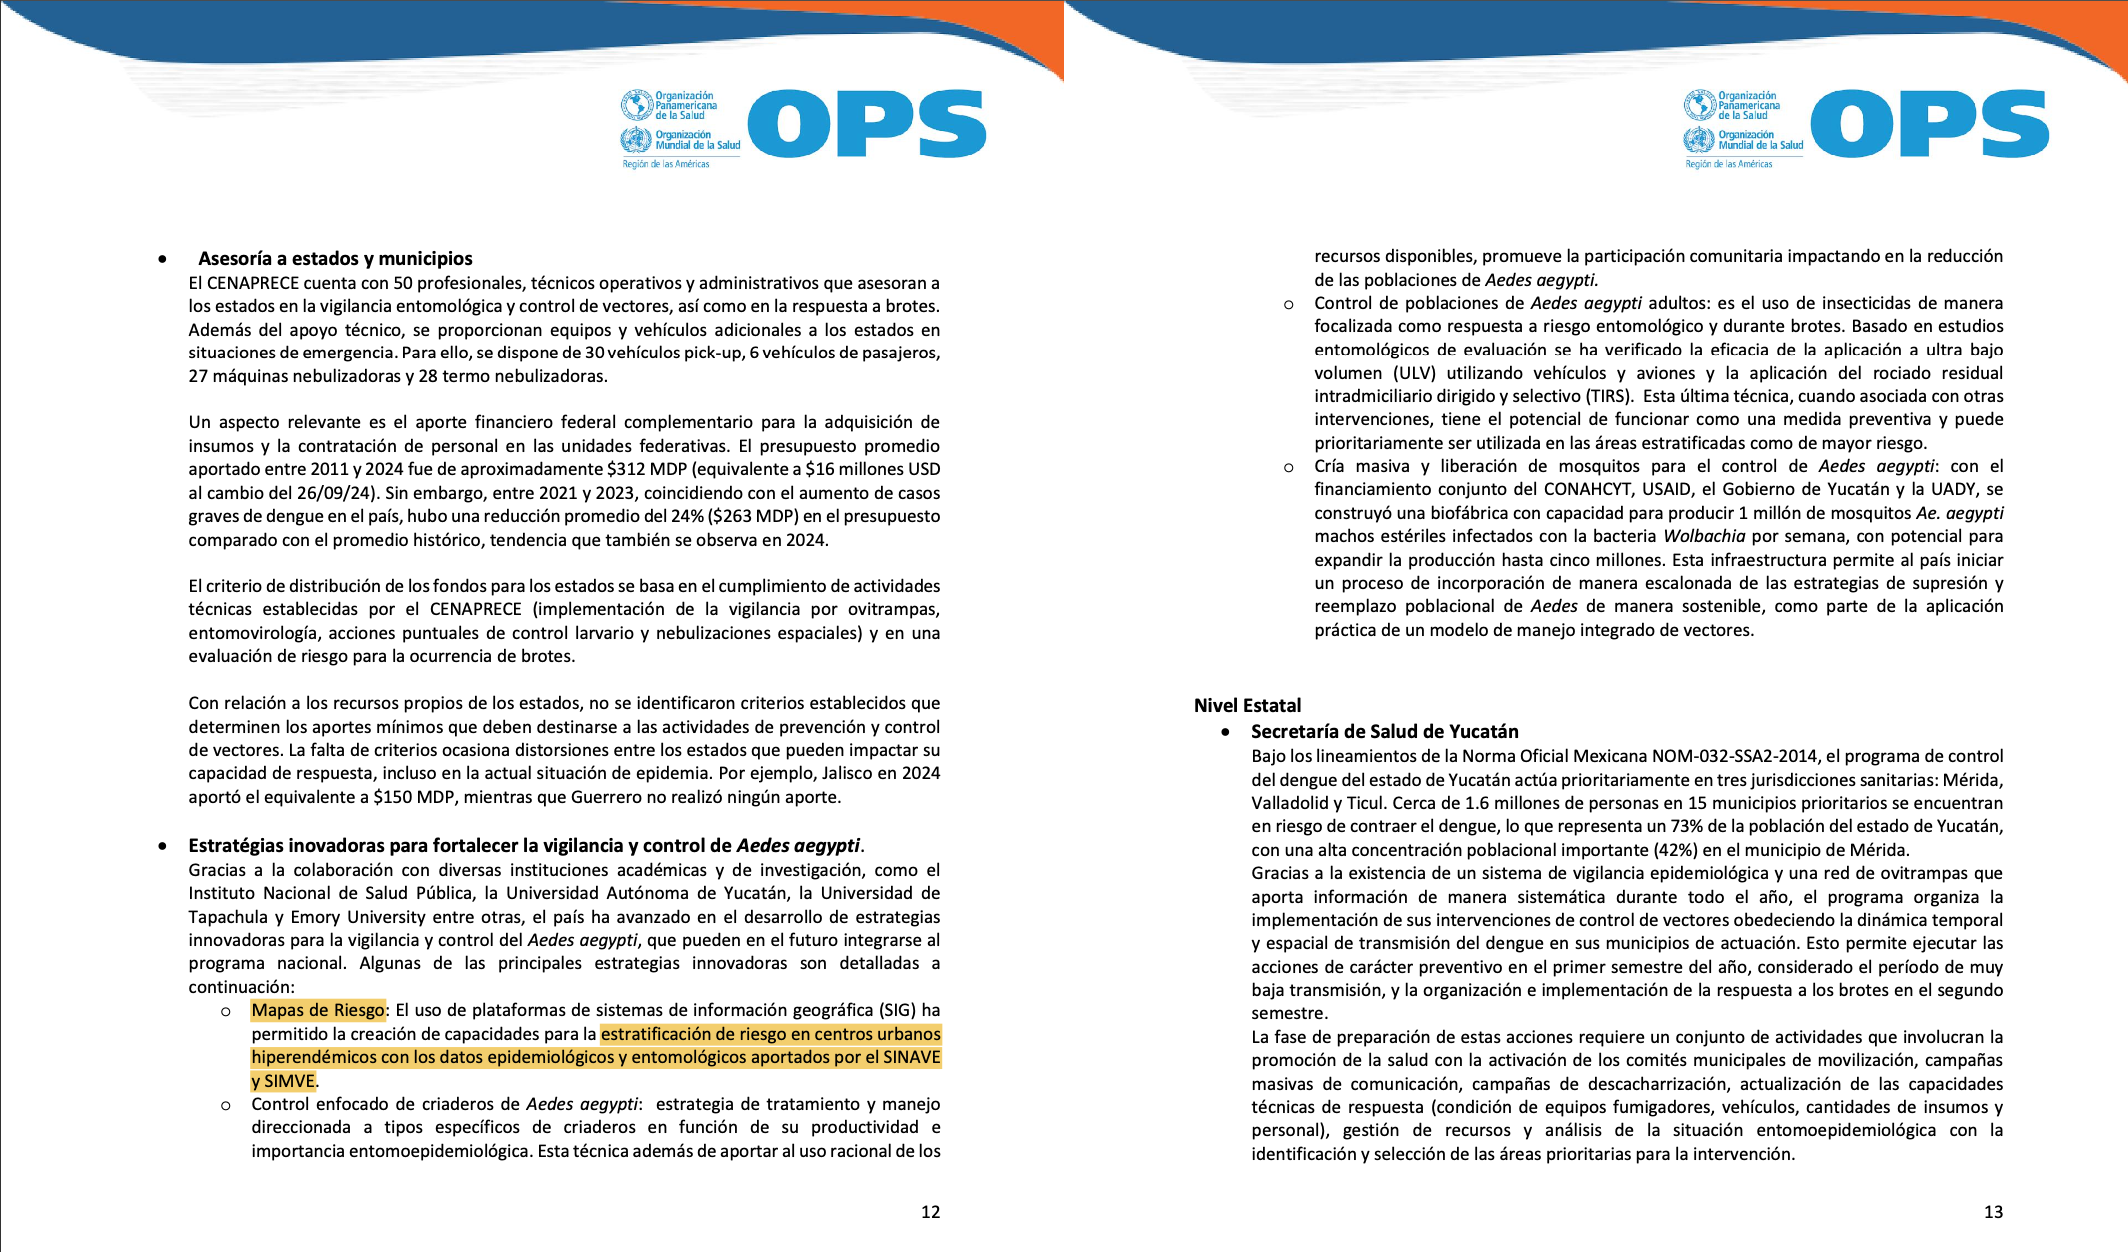 Organización
Panamericana
de la Salud
Organización
Mundial de la Salud
Región de las Américas
OPS
• Asesoría a estados y municipios
El CENAPRECE cuenta con 50 profesionales, técnicos operativos y administrativos que asesoran a
los estados en la vigilancia entomológica y control de vectores, así como en la respuesta a brotes.
Además del apoyo técnico, se proporcionan equipos y vehículos adicionales a los estados en
situaciones de emergencia. Para ello, se dispone de 30 vehículos pick-up, 6 vehículos de pasajeros,
27 máquinas nebulizadoras y 28 termo nebulizadoras.
Un aspecto relevante es el aporte financiero federal complementario para la adquisición de
insumos y la contratación de personal en las unidades federativas. El presupuesto promedio
aportado entre 2011 y 2024 fue de aproximadamente $312 MDP (equivalente a $16 millones USD
al cambio del 26/09/24). Sin embargo, entre 2021 y 2023, coincidiendo con el aumento de casos
graves de dengue en el país, hubo una reducción promedio del 24% ($263 MDP) en el presupuesto
comparado con el promedio histórico, tendencia que también se observa en 2024.
El criterio de distribución de los fondos para los estados se basa en el cumplimiento de actividades
técnicas establecidas por el CENAPRECE (implementación de la vigilancia por ovitrampas,
entomovirología, acciones puntuales de control larvario y nebulizaciones espaciales) y en una
evaluación de riesgo para la ocurrencia de brotes.
Con relación a los recursos propios de los estados, no se identificaron criterios establecidos que
determinen los aportes mínimos que deben destinarse a las actividades de prevención y control
de vectores. La falta de criterios ocasiona distorsiones entre los estados que pueden impactar su
capacidad de respuesta, incluso en la actual situación de epidemia. Por ejemplo, Jalisco en 2024
aportó el equivalente a $150 MDP, mientras que Guerrero no realizó ningún aporte.
• Estratégias inovadoras para fortalecer la vigilancia y control de Aedes aegypti.
Gracias a la colaboración con diversas instituciones académicas y de investigación, como el
Instituto Nacional de Salud Pública, la Universidad Autónoma de Yucatán, la Universidad de
Tapachula y Emory University entre otras, el país ha avanzado en el desarrollo de estrategias
innovadoras para la vigilancia y control del Aedes aegypti, que pueden en el futuro integrarse al
programa nacional. Algunas de las principales estrategias innovadoras son detalladas a
continuación:
o Mapas de Riesgo: El uso de plataformas de sistemas de información geográfica (SIG) ha
permitido la creación de capacidades para la estratificación de riesgo en centros urbanos
hiperendémicos con los datos epidemiológicos y entomológicos aportados por el SINAVE
y SIMVE.
o Control enfocado de criaderos de Aedes aegypti: estrategia de tratamiento y manejo
direccionada a tipos específicos de criaderos en función de su productividad e
importancia entomoepidemiológica. Esta técnica además de aportar al uso racional de los
12
Organización
Panamericana
de la Salud
Organización
Mundial de la Salud
Región de las Américas
OPS
recursos disponibles, promueve la participación comunitaria impactando en la reducción
de las poblaciones de Aedes aegypti.
o Control de poblaciones de Aedes aegypti adultos: es el uso de insecticidas de manera
focalizada como respuesta a riesgo entomológico y durante brotes. Basado en estudios
entomológicos de evaluación se ha verificado la eficacia de la aplicación a ultra bajo
volumen (ULV) utilizando vehículos y aviones y la aplicación del rociado residual
intradmiciliario dirigido y selectivo (TIRS). Esta última técnica, cuando asociada con otras
intervenciones, tiene el potencial de funcionar como una medida preventiva y puede
prioritariamente ser utilizada en las áreas estratificadas como de mayor riesgo.
o Cría masiva y liberación de mosquitos para el control de Aedes aegypti: con el
financiamiento conjunto del CONAHCYT, USAID, el Gobierno de Yucatán y la UADY, se
construyó una biofábrica con capacidad para producir 1 millón de mosquitos Ae. aegypti
machos estériles infectados con la bacteria Wolbachia por semana, con potencial para
expandir la producción hasta cinco millones. Esta infraestructura permite al país iniciar
un proceso de incorporación de manera escalonada de las estrategias de supresión y
reemplazo poblacional de Aedes de manera sostenible, como parte de la aplicación
práctica de un modelo de manejo integrado de vectores.
Nivel Estatal
• Secretaría de Salud de Yucatán
Bajo los lineamientos de la Norma Oficial Mexicana NOM-032-SSA2-2014, el programa de control
del dengue del estado de Yucatán actúa prioritariamente en tres jurisdicciones sanitarias: Mérida,
Valladolid y Ticul. Cerca de 1.6 millones de personas en 15 municipios prioritarios se encuentran
en riesgo de contraer el dengue, lo que representa un 73% de la población del estado de Yucatán,
con una alta concentración poblacional importante (42%) en el municipio de Mérida.
Gracias a la existencia de un sistema de vigilancia epidemiológica y una red de ovitrampas que
aporta información de manera sistemática durante todo el año, el programa organiza la
implementación de sus intervenciones de control de vectores obedeciendo la dinámica temporal
y espacial de transmisión del dengue en sus municipios de actuación. Esto permite ejecutar las
acciones de carácter preventivo en el primer semestre del año, considerado el período de muy
baja transmisión, y la organización e implementación de la respuesta a los brotes en el segundo
semestre.
La fase de preparación de estas acciones requiere un conjunto de actividades que involucran la
promoción de la salud con la activación de los comités municipales de movilización, campañas
masivas de comunicación, campañas de descacharrización, actualización de las capacidades
técnicas de respuesta (condición de equipos fumigadores, vehículos, cantidades de insumos y
personal), gestión de recursos y análisis de la situación entomoepidemiológica con la
identificación y selección de las áreas prioritarias para la intervención.
13